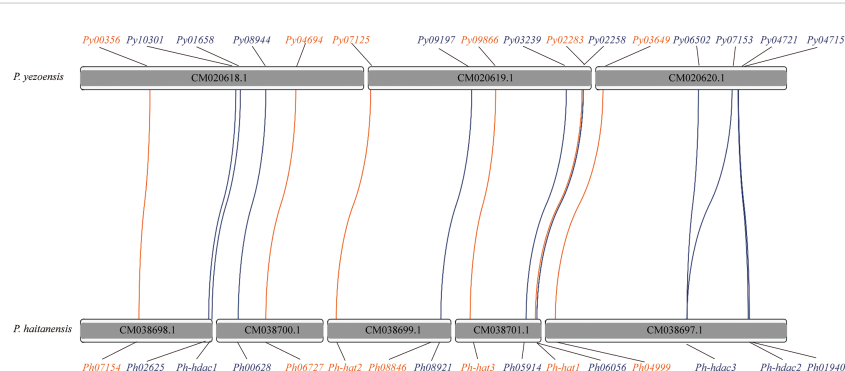 Py00356 Py10301 Py01658 Py08944 Py04694 Py07125 Py09197 Py09866 Py03239 Py02283 Py02258 Py03649 Py06502 Py07153 Py04721 Py04715
P. yezoensis CM020618.1 CM020619.1 CM020620.1
P. haitanensis CM038698.1 CM038700.1 CM038699.1 CM038701.1 CM038697.1
Ph07154 Ph02625 Ph-hdac1 Ph00628 Ph06727 Ph-hat2 Ph08846 Ph08921 Ph-hat3 Ph05914 Ph-hat1 Ph06056 Ph04999 Ph-hdac3 Ph-hdac2 Ph01940